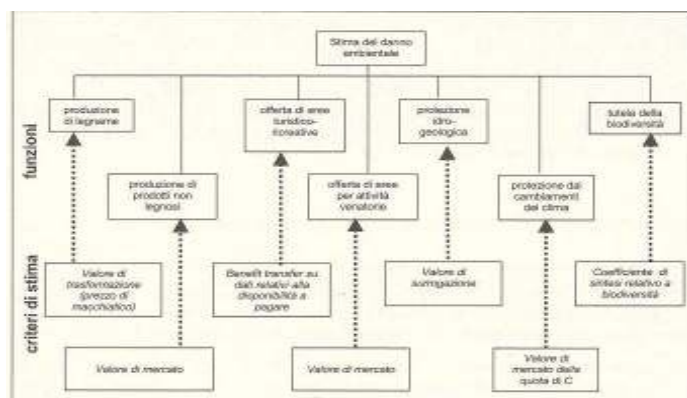 Stima del danno
ambientale
funzioni
produzione
di legname
offerta di aree
turistico-
ricreative
protezione
idro-
geologica
tutela della
biodiversità
produzione di
prodotti non
legnosi
offerta di aree
per attività
venatorie
protezione dai
cambiamenti
del clima
criteri di stima
Valore di
trasformazione
(prezzo di
macchiatico)
Benefit transfer su
dati relativi alla
disponibilità a
pagare
Valore di
surrogazione
Coefficiente di
sintesi relativo a
biodiversità
Valore di mercato
Valore di mercato
Valore di
mercato della
quota di C